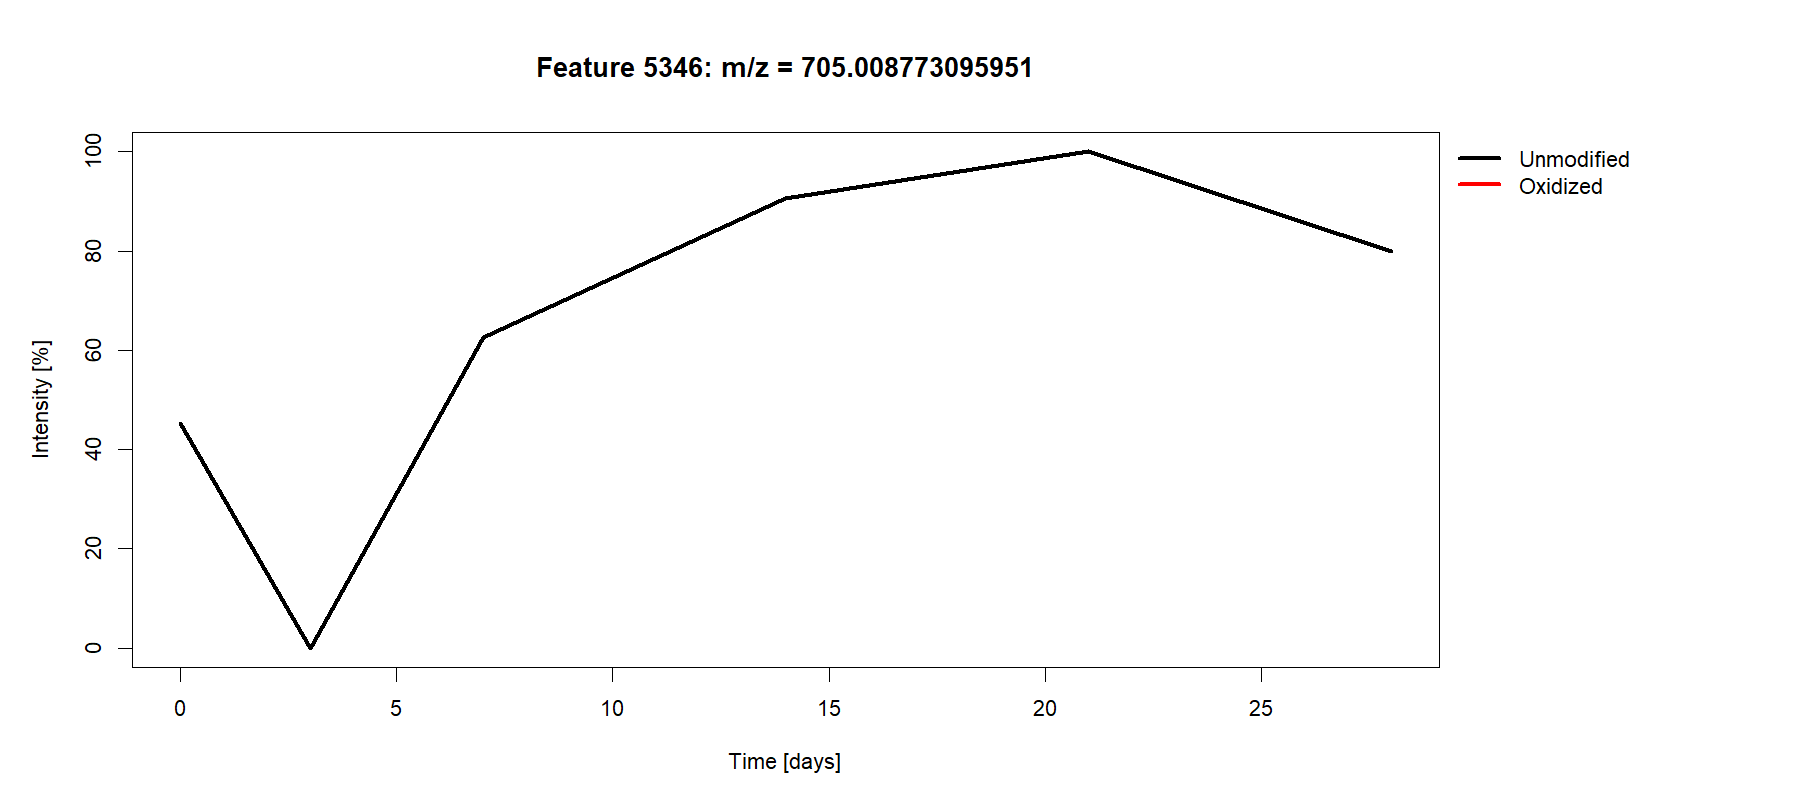 Feature 5346: m/z = 705.008773095951
Unmodified
Oxidized
Intensity [%]
100
80
60
40
20
0
0 5 10 15 20 25
Time [days]